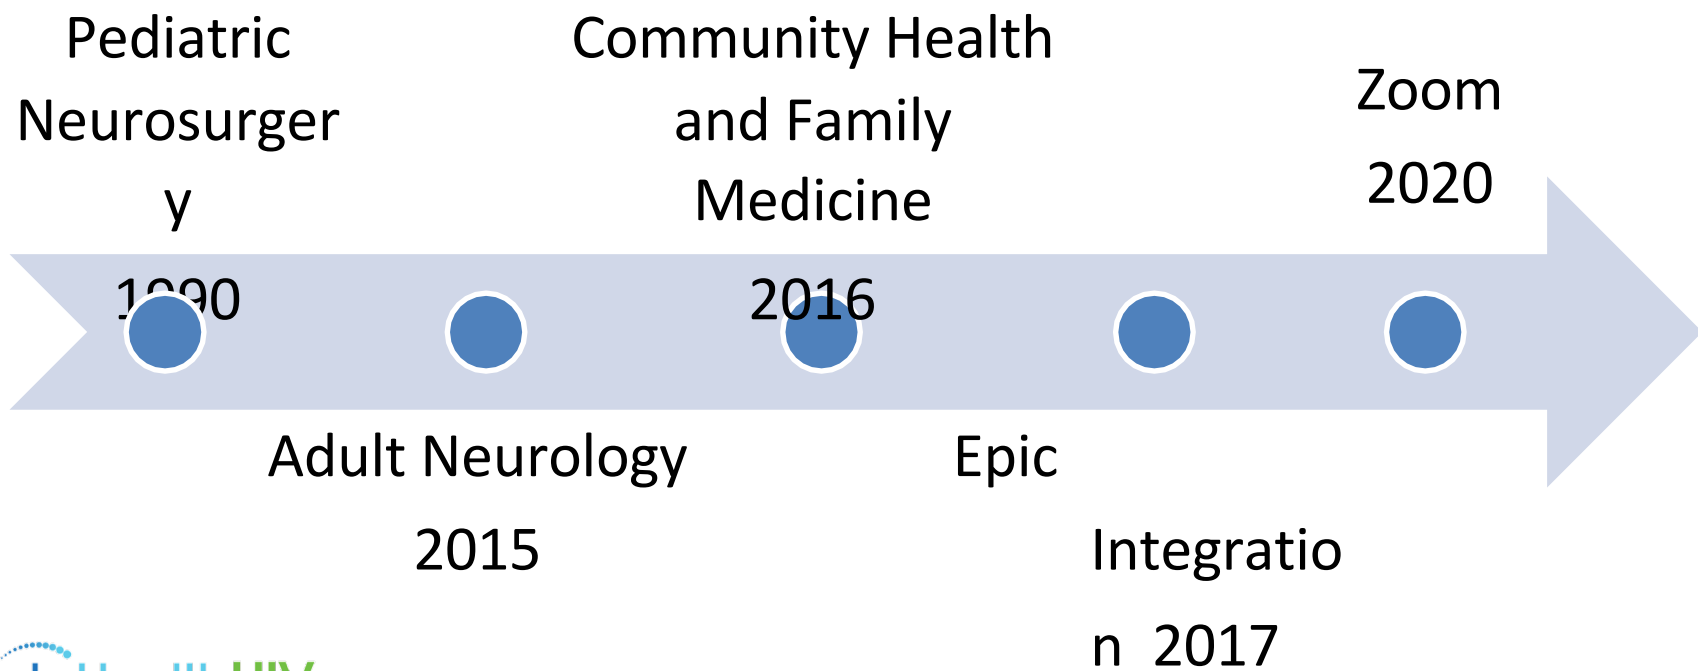 Pediatric
Neurosurger
y
1990
Adult Neurology
2015
Community Health
and Family
Medicine
2016
Epic
Integratio
n 2017
Zoom
2020